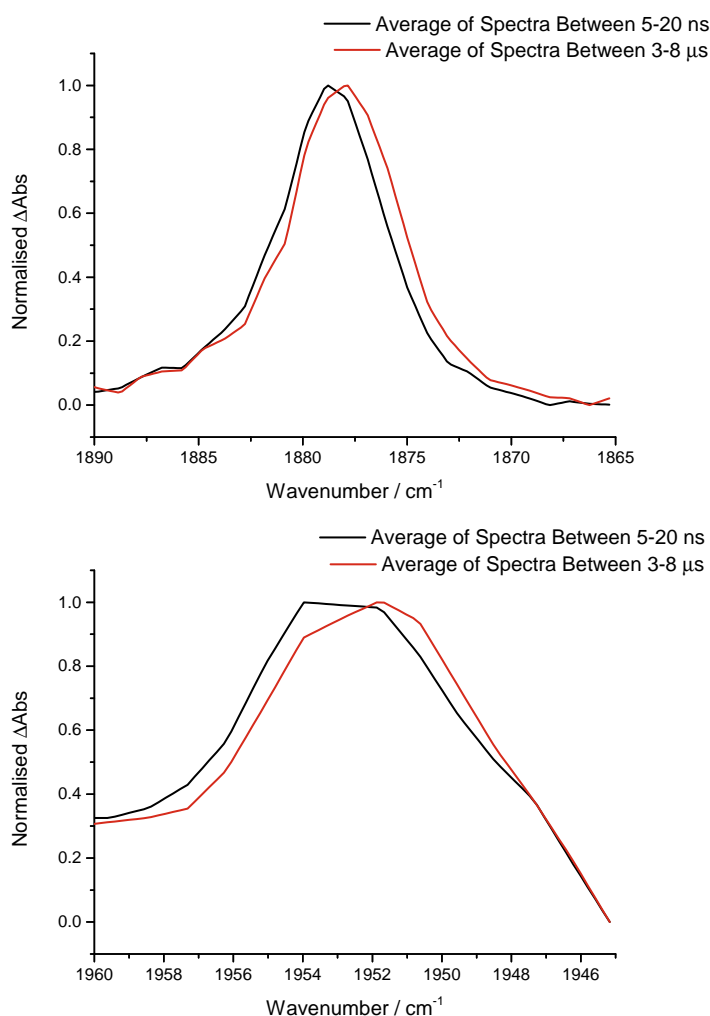 Average of Spectra Between 5-20 ns
Average of Spectra Between 3-8 μs
1.0
0.8
0.6
0.4
0.2
0.0
Normalised ΔAbs
1890 1885 1880 1875 1870 1865
Wavenumber / cm⁻¹
Average of Spectra Between 5-20 ns
Average of Spectra Between 3-8 μs
1.0
0.8
0.6
0.4
0.2
0.0
Normalised ΔAbs
1960 1958 1956 1954 1952 1950 1948 1946
Wavenumber / cm⁻¹